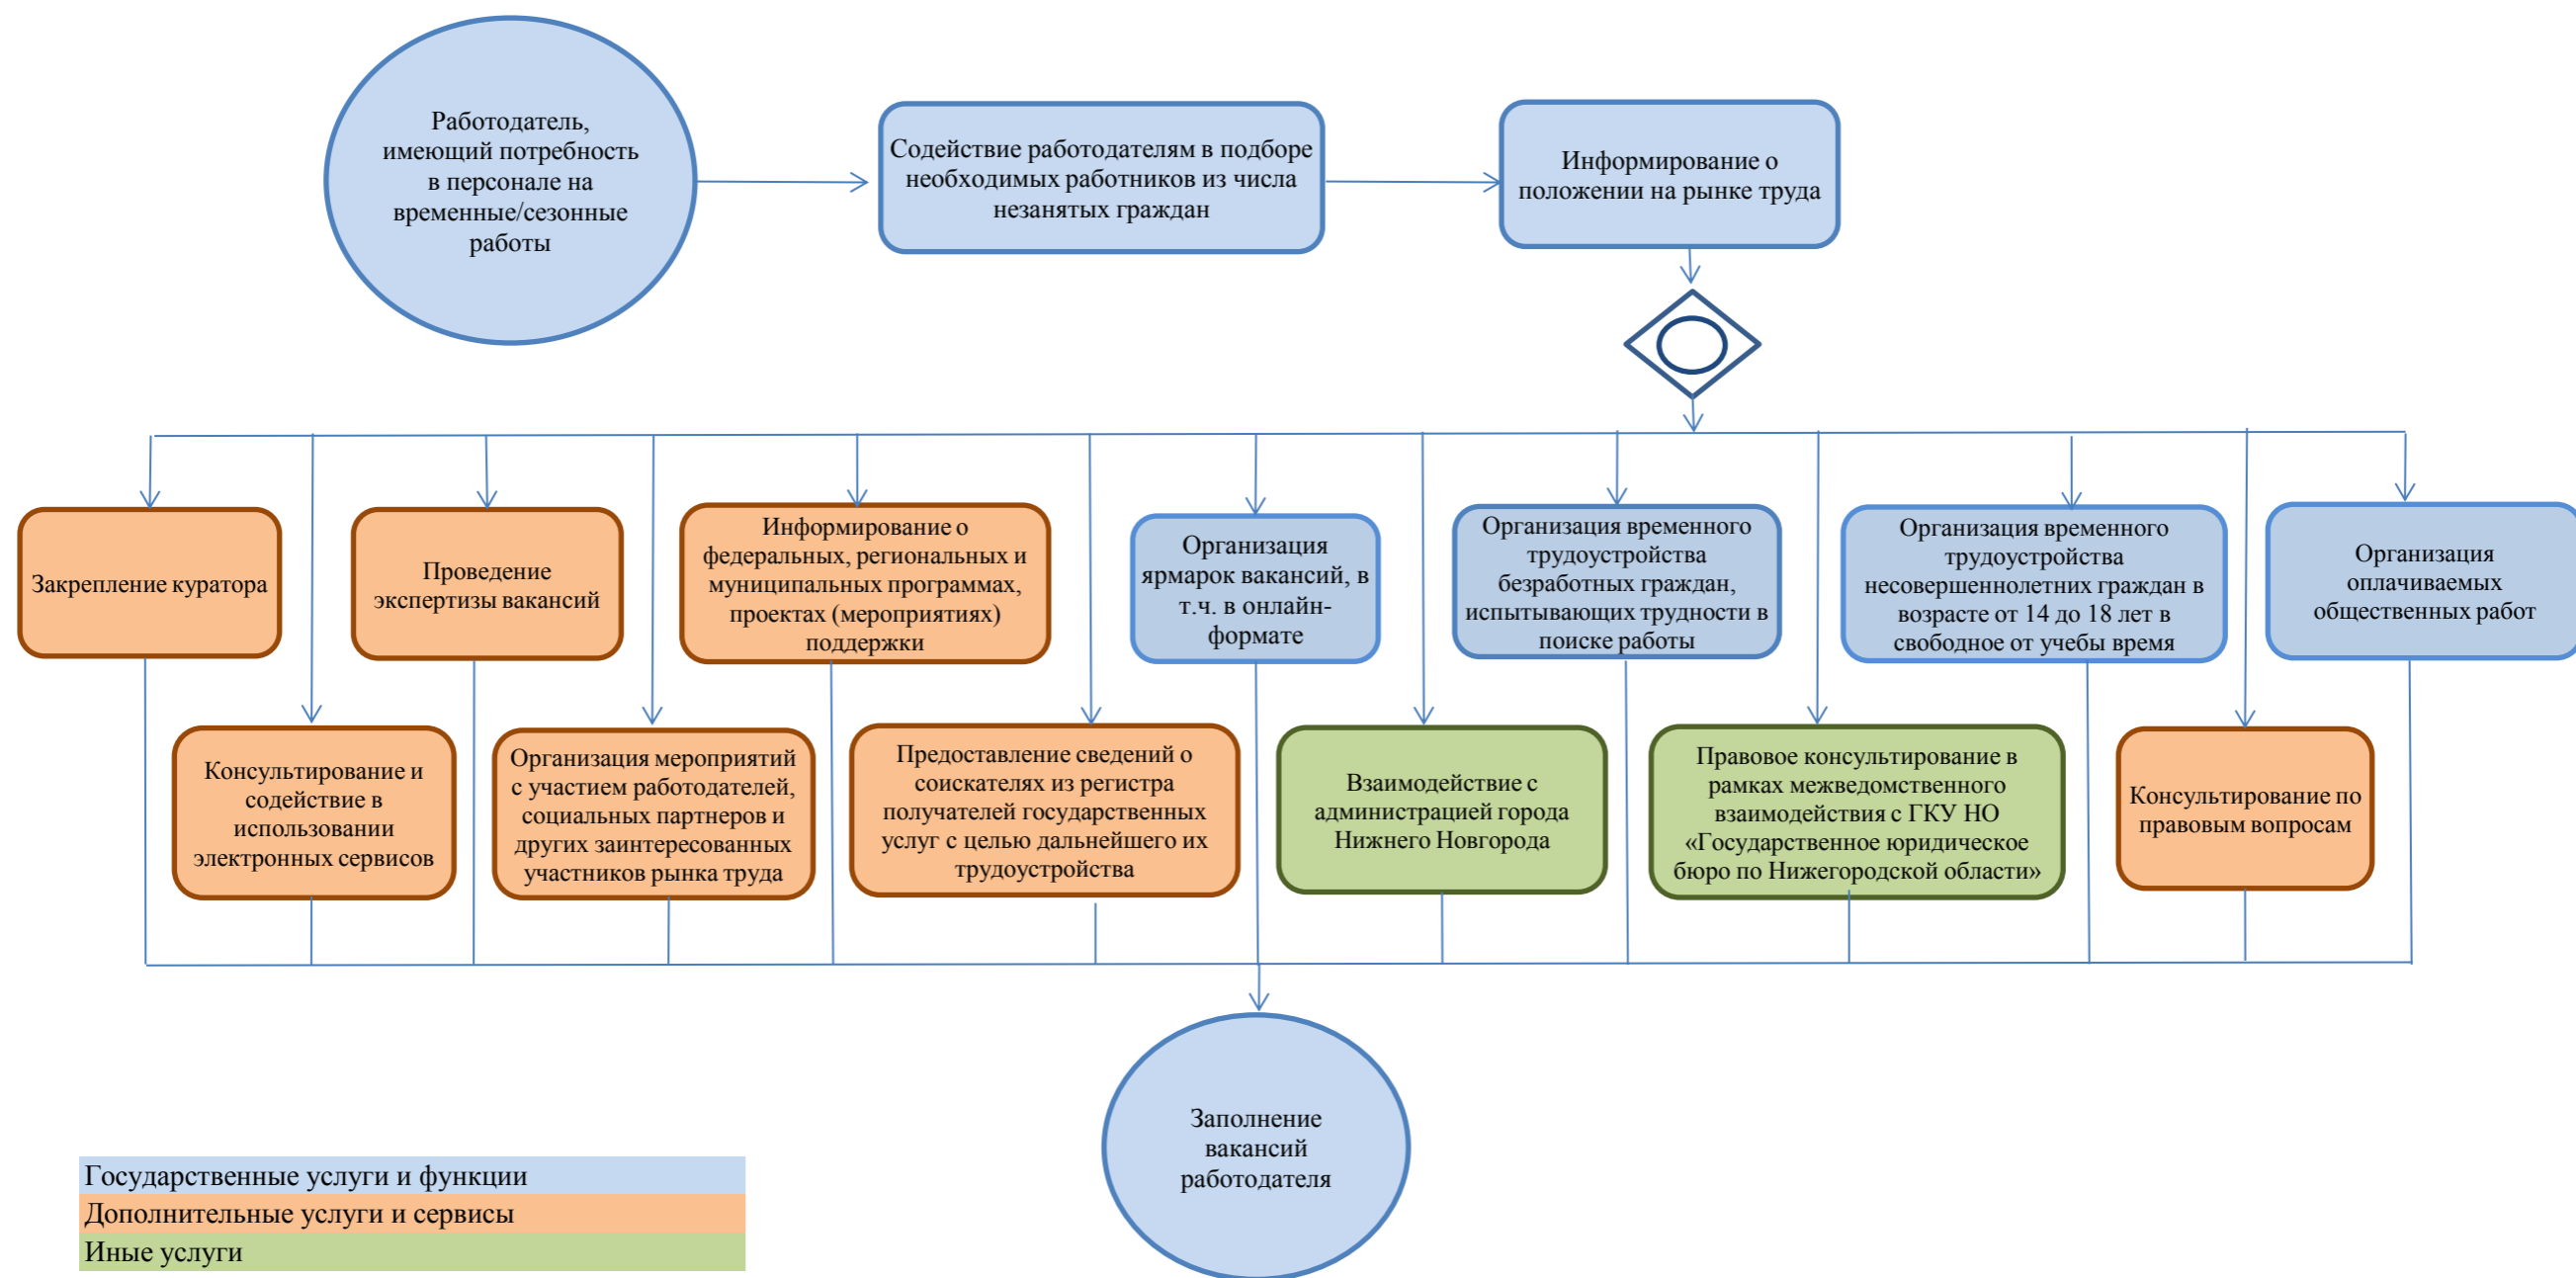 Работодатель,
имеющий потребность
в персонале на
временные/сезонные
работы
Содействие работодателям в подборе
необходимых работников из числа
незанятых граждан
Информирование о
положении на рынке труда
Закрепление куратора
Проведение
экспертизы вакансий
Информирование о
федеральных, региональных и
муниципальных программах,
проектах (мероприятиях)
поддержки
Организация
ярмарок вакансий, в
т.ч. в онлайн-
формате
Организация временного
трудоустройства
безработных граждан,
испытывающих трудности в
поиске работы
Организация временного
трудоустройства
несовершеннолетних граждан в
возрасте от 14 до 18 лет в
свободное от учебы время
Организация
оплачиваемых
общественных работ
Консультирование и
содействие в
использовании
электронных сервисов
Организация мероприятий
с участием работодателей,
социальных партнеров и
других заинтересованных
участников рынка труда
Предоставление сведений о
соискателях из регистра
получателей государственных
услуг с целью дальнейшего их
трудоустройства
Взаимодействие с
администрацией города
Нижнего Новгорода
Правовое консультирование в
рамках межведомственного
взаимодействия с ГКУ НО
«Государственное юридическое
бюро по Нижегородской области»
Консультирование по
правовым вопросам
Заполнение
вакансий
работодателя
Государственные услуги и функции
Дополнительные услуги и сервисы
Иные услуги